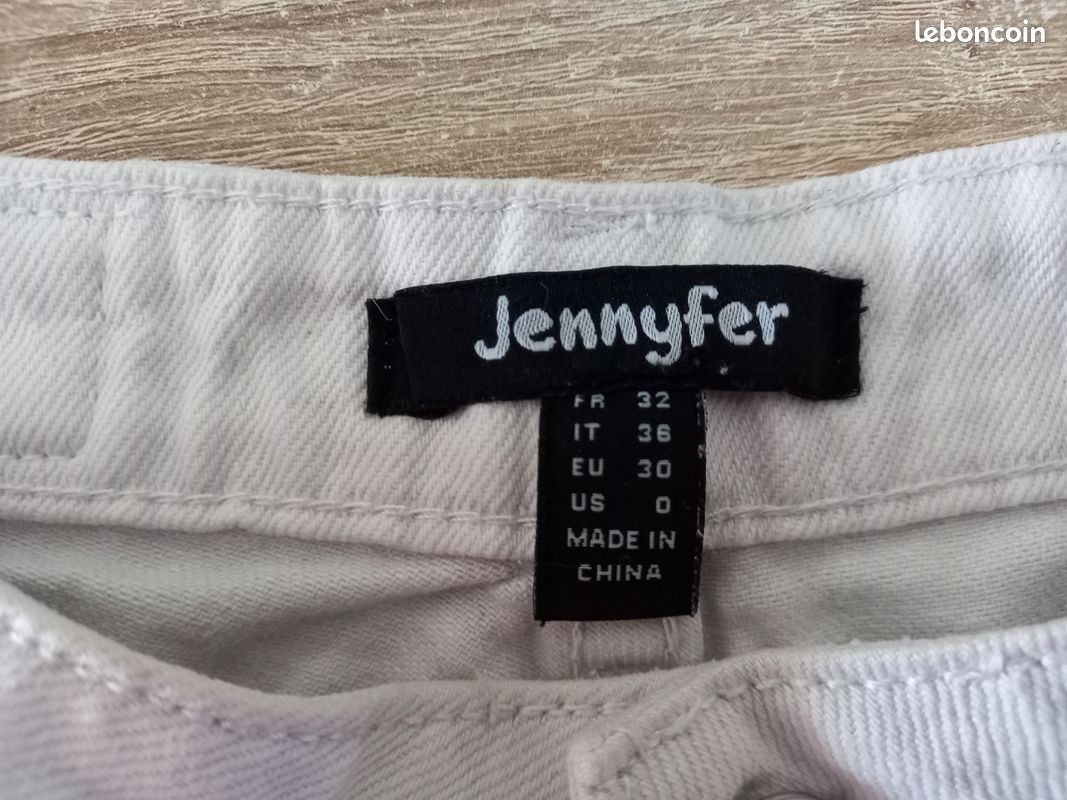 leboncoin
Jennyfer
FR 32
IT 36
EU 30
US 0
MADE IN
CHINA